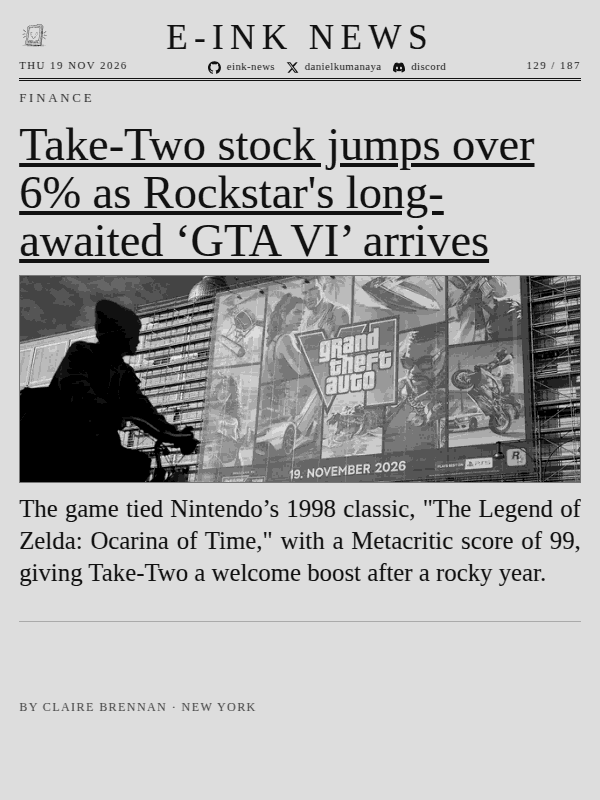 E-INK NEWS
THU 19 NOV 2026
eink-news
danielkumanaya
discord
129 / 187
FINANCE
Take-Two stock jumps over
6% as Rockstar's long-
awaited ‘GTA VI’ arrives
grand
theft
auto
19. NOVEMBER 2026
PS5
R
The game tied Nintendo’s 1998 classic, "The Legend of
Zelda: Ocarina of Time," with a Metacritic score of 99,
giving Take-Two a welcome boost after a rocky year.
BY CLAIRE BRENNAN · NEW YORK